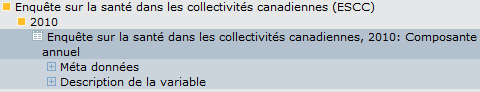 Enquête sur la santé dans les collectivités canadiennes (ESCC)
2010
Enquête sur la santé dans les collectivités canadiennes, 2010: Composante
annuel
Méta données
Description de la variable